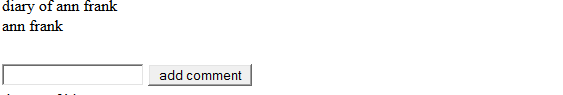 diary of ann frank
ann frank
add comment